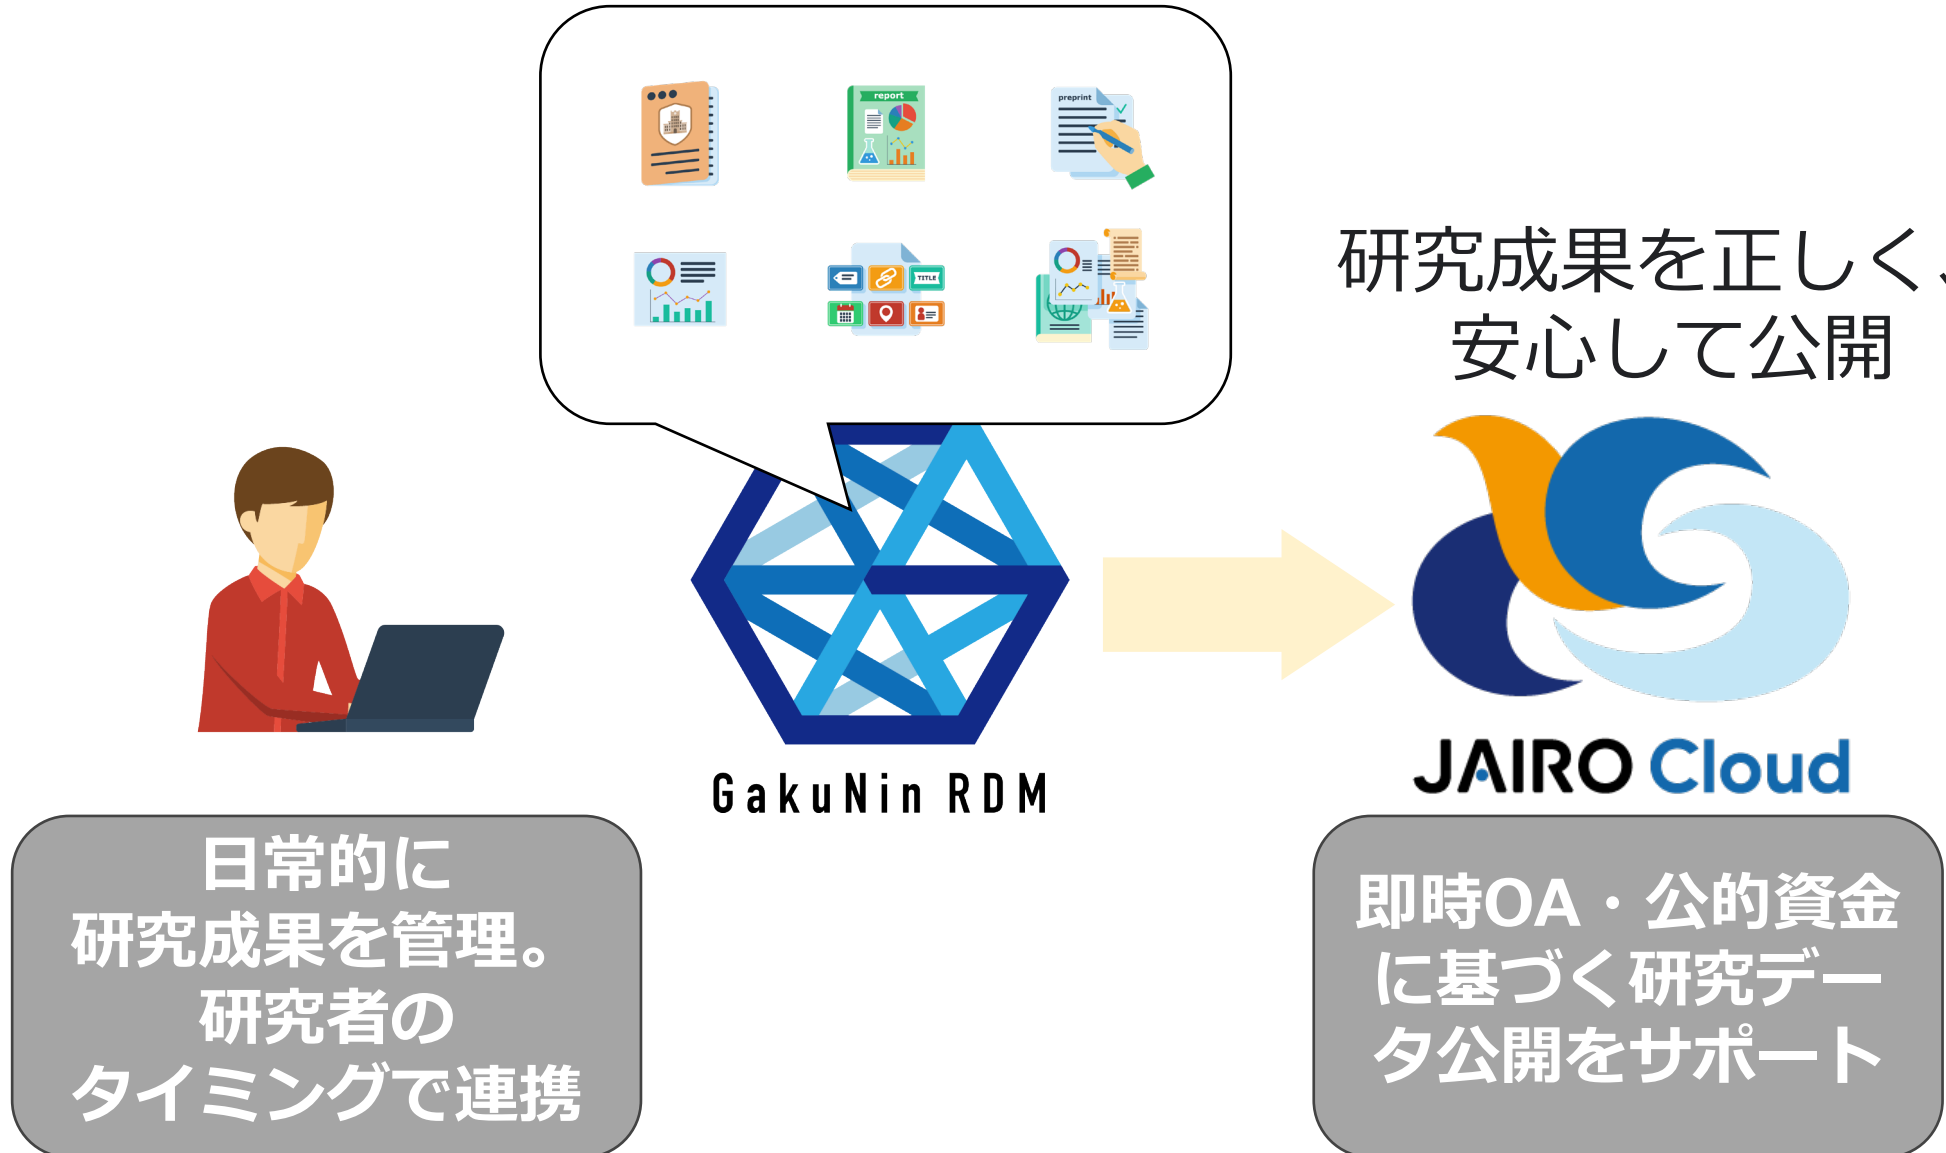 report
preprint
TITLE
研究成果を正しく、
安心して公開
GakuNin RDM
JAIRO Cloud
日常的に
研究成果を管理。
研究者の
タイミングで連携
即時OA・公的資金
に基づく研究デー
タ公開をサポート